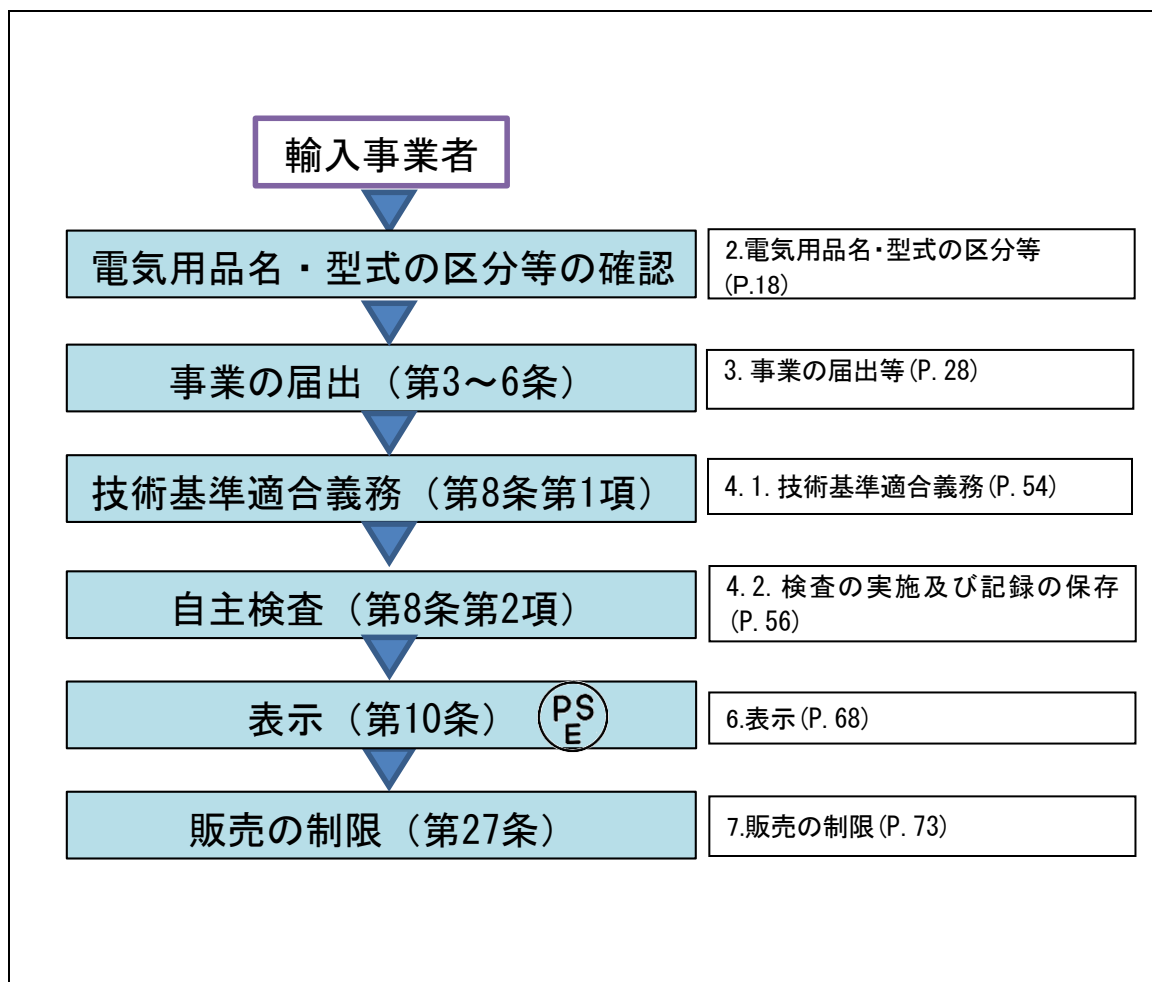 輸入事業者
電気用品名・型式の区分等の確認
2.電気用品名・型式の区分等
(P.18)
事業の届出（第3～6条）
3.事業の届出等(P.28)
技術基準適合義務（第8条第1項）
4.1.技術基準適合義務(P.54)
自主検査（第8条第2項）
4.2.検査の実施及び記録の保存
(P.56)
表示（第10条）
PS
E
6.表示(P.68)
販売の制限（第27条）
7.販売の制限(P.73)